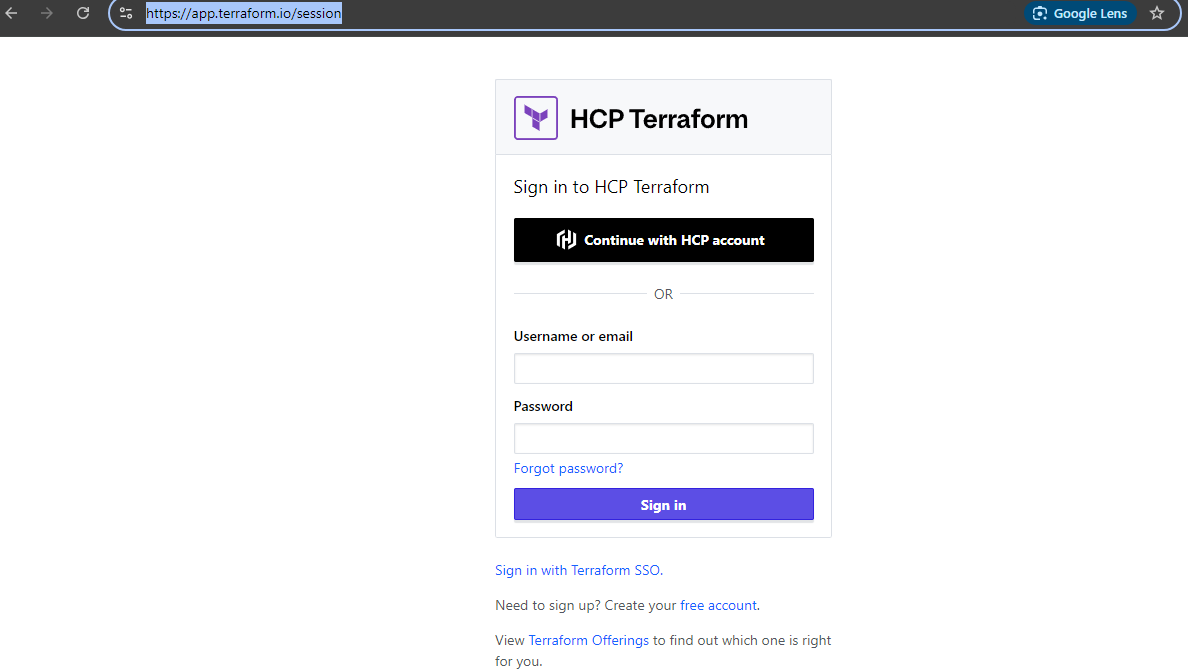 https://app.terraform.io/session
Google Lens
HCP Terraform
Sign in to HCP Terraform
Continue with HCP account
OR
Username or email
Password
Forgot password?
Sign in
Sign in with Terraform SSO.
Need to sign up? Create your free account.
View Terraform Offerings to find out which one is right
for you.